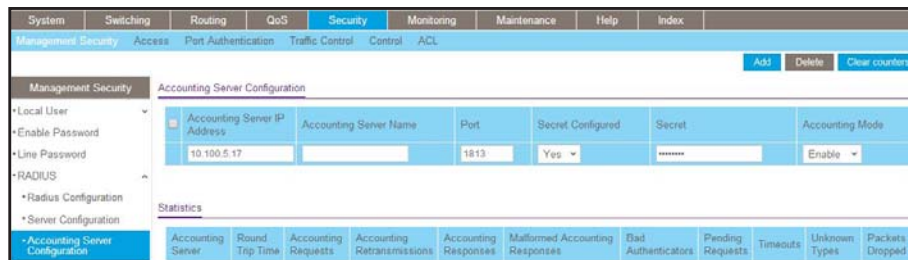 System Switching Routing QoS Security Monitoring Maintenance Help Index
Management Security Access Port Authentication Traffic Control Control ACL
Add Delete Clear counters
Management Security
Local User
Enable Password
Line Password
RADIUS
Radius Configuration
Server Configuration
Accounting Server
Configuration
Accounting Server Configuration
Accounting Server IP
Address
Accounting Server Name
Port
Secret Configured
Secret
Accounting Mode
10.100.5.17
1813
Yes
••••••••
Enable
Statistics
Accounting
Server
Round
Trip Time
Accounting
Requests
Accounting
Retransmissions
Accounting
Responses
Malformed Accounting
Responses
Bad
Authenticators
Pending
Requests
Timeouts
Unknown
Types
Packets
Dropped